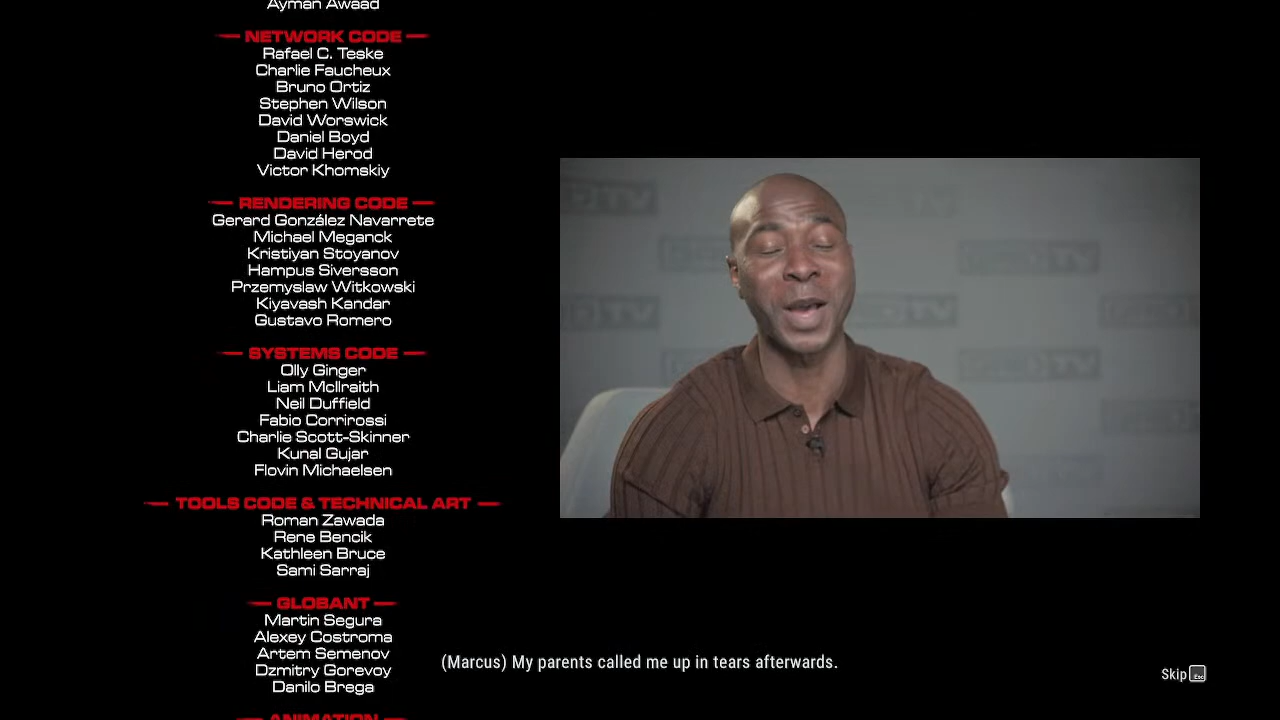 Ayman Awaad
NETWORK CODE
Rafael C. Teske
Charlie Faucheux
Bruno Ortiz
Stephen Wilson
David Worswick
Daniel Boyd
David Herod
Victor Khomskiy
RENDERING CODE
Gerard González Navarrete
Michael Meganck
Kristiyan Stoyanov
Hampus Siversson
Przemyslaw Witkowski
Kiyavash Kandar
Gustavo Romero
SYSTEMS CODE
Olly Ginger
Liam McIlraith
Neil Duffield
Fabio Corrirossi
Charlie Scott-Skinner
Kunal Gujar
Flovin Michaelsen
TOOLS CODE & TECHNICAL ART
Roman Zawada
Rene Bencik
Kathleen Bruce
Sami Sarraj
GLOBANT
Martin Segura
Alexey Costroma
Artem Semenov
Dzmitry Gorevoy
Danilo Brega
ANIMATION
(Marcus) My parents called me up in tears afterwards.
Skip Esc